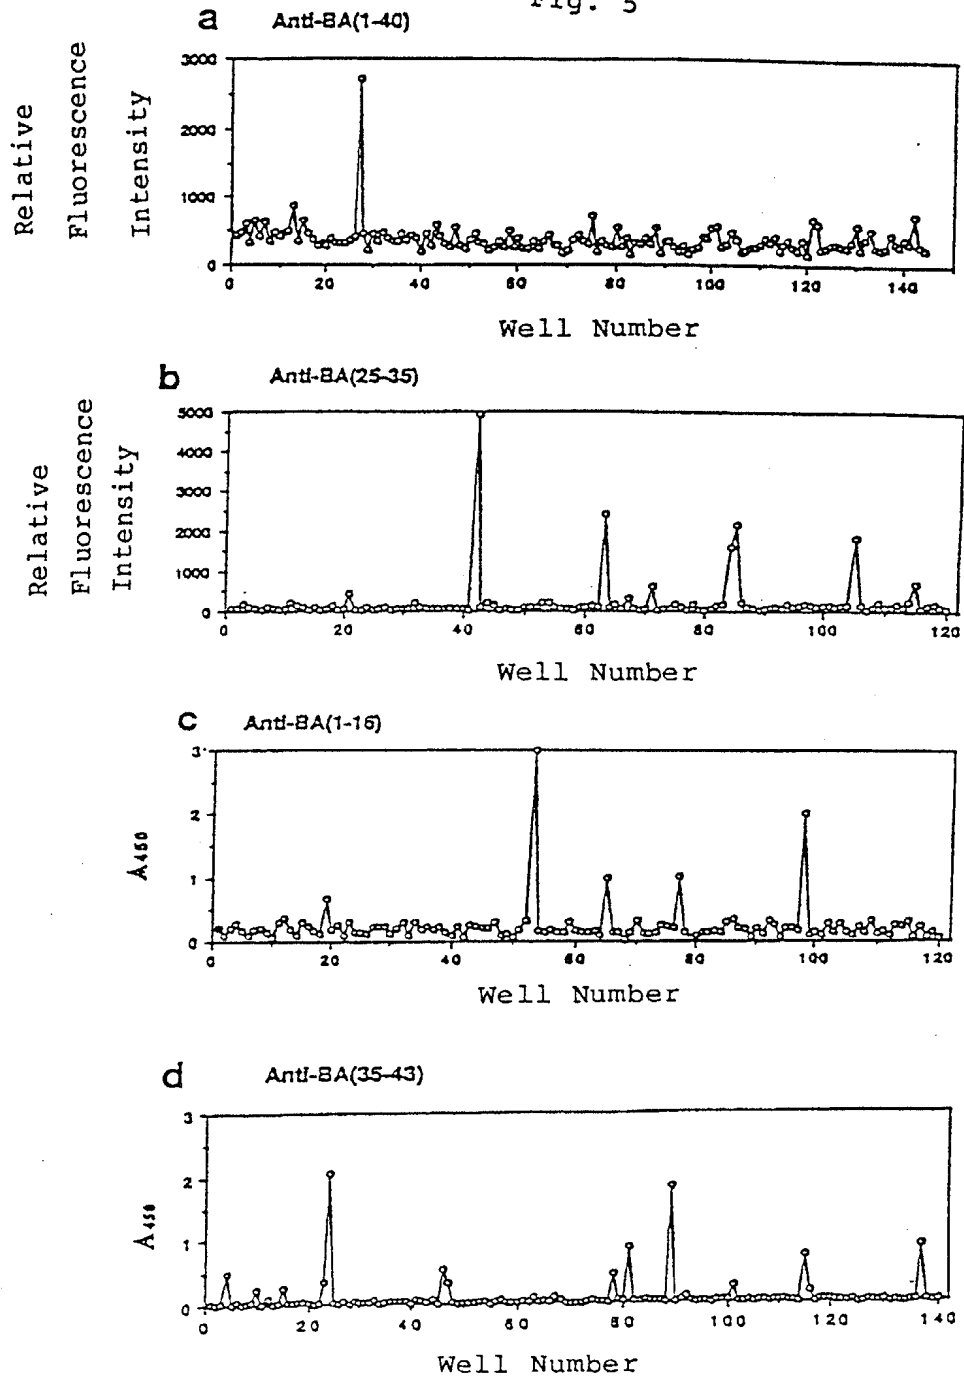 Fig. 5
a Anti-BA(1-40)
Relative
Fluorescence
Intensity
3000
2000
1000
0
0 20 40 60 80 100 120 140
Well Number
b Anti-BA(25-35)
Relative
Fluorescence
Intensity
5000
4000
3000
2000
1000
0
0 20 40 60 80 100 120
Well Number
c Anti-BA(1-16)
A450
3
2
1
0
0 20 40 60 80 100 120
Well Number
d Anti-BA(35-43)
A450
3
2
1
0
0 20 40 60 80 100 120 140
Well Number